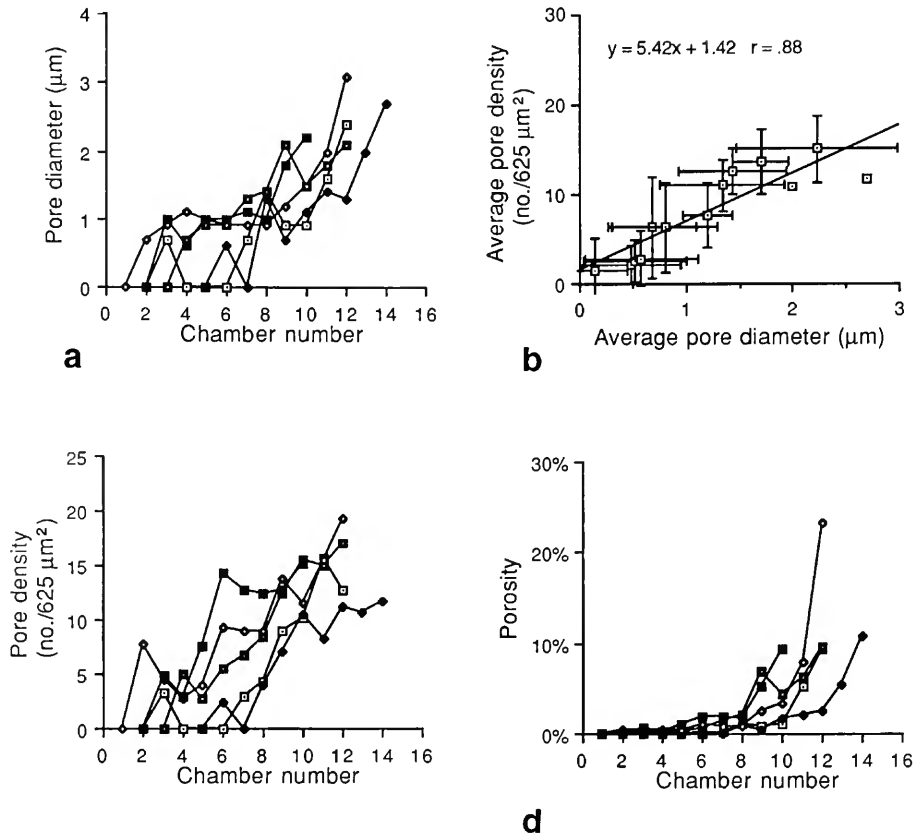 4
3
2
1
0
Pore diameter (µm)
0 2 4 6 8 10 12 14 16
Chamber number
a
30
20
10
0
Average pore density
(no./625 µm²)
y = 5.42x + 1.42 r = .88
0 1 2 3
Average pore diameter (µm)
b
25
20
15
10
5
0
Pore density
(no./625 µm²)
0 2 4 6 8 10 12 14 16
Chamber number
30%
20%
10%
0%
Porosity
0 2 4 6 8 10 12 14 16
Chamber number
d